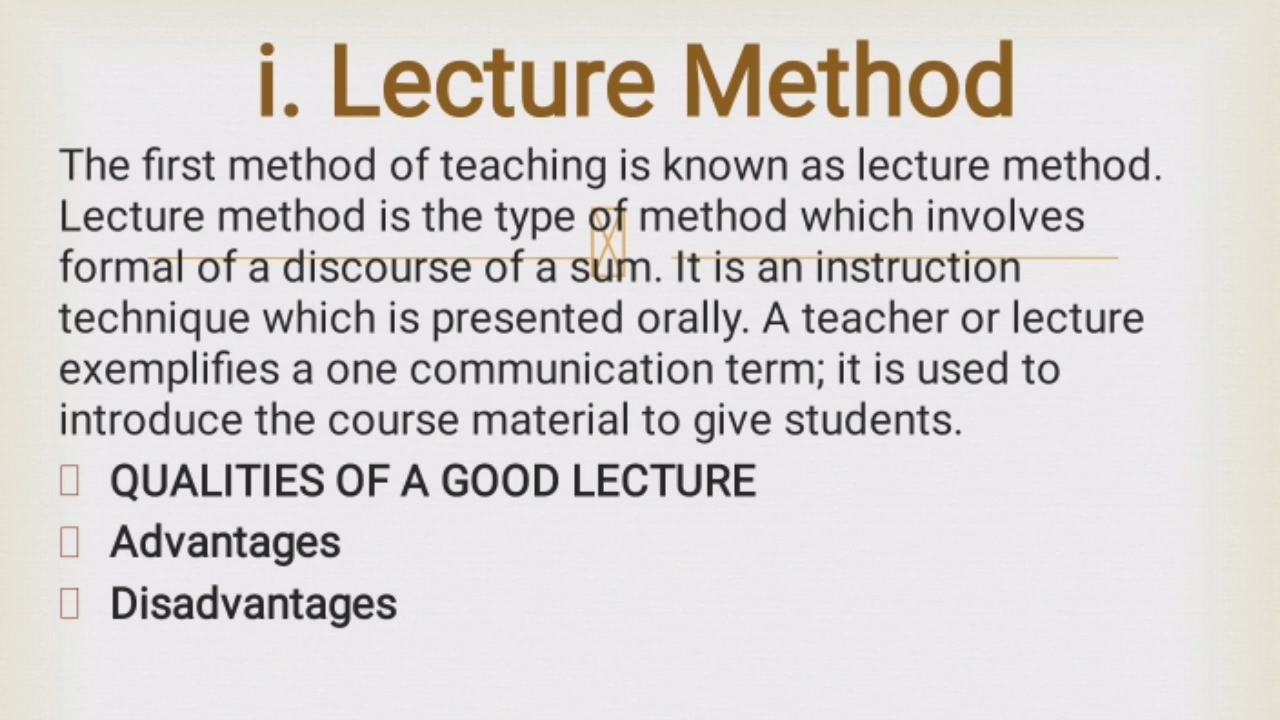 i. Lecture Method
The first method of teaching is known as lecture method.
Lecture method is the type of method which involves
formal of a discourse of a sum. It is an instruction
technique which is presented orally. A teacher or lecture
exemplifies a one communication term; it is used to
introduce the course material to give students.
QUALITIES OF A GOOD LECTURE
Advantages
Disadvantages